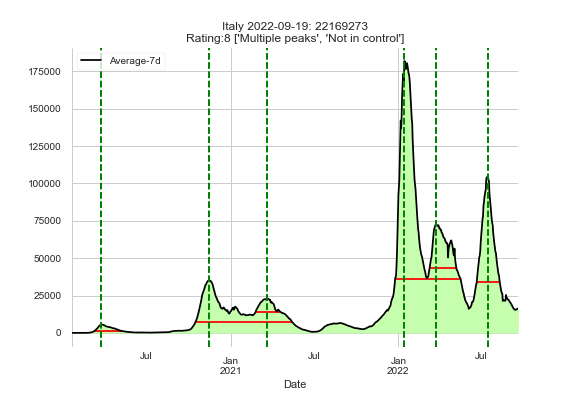 Italy 2022-09-19: 22169273
Rating:8 ['Multiple peaks', 'Not in control']
Average-7d
175000
150000
125000
100000
75000
50000
25000
0
Jul
Jan
2021
Jul
Jan
2022
Jul
Date